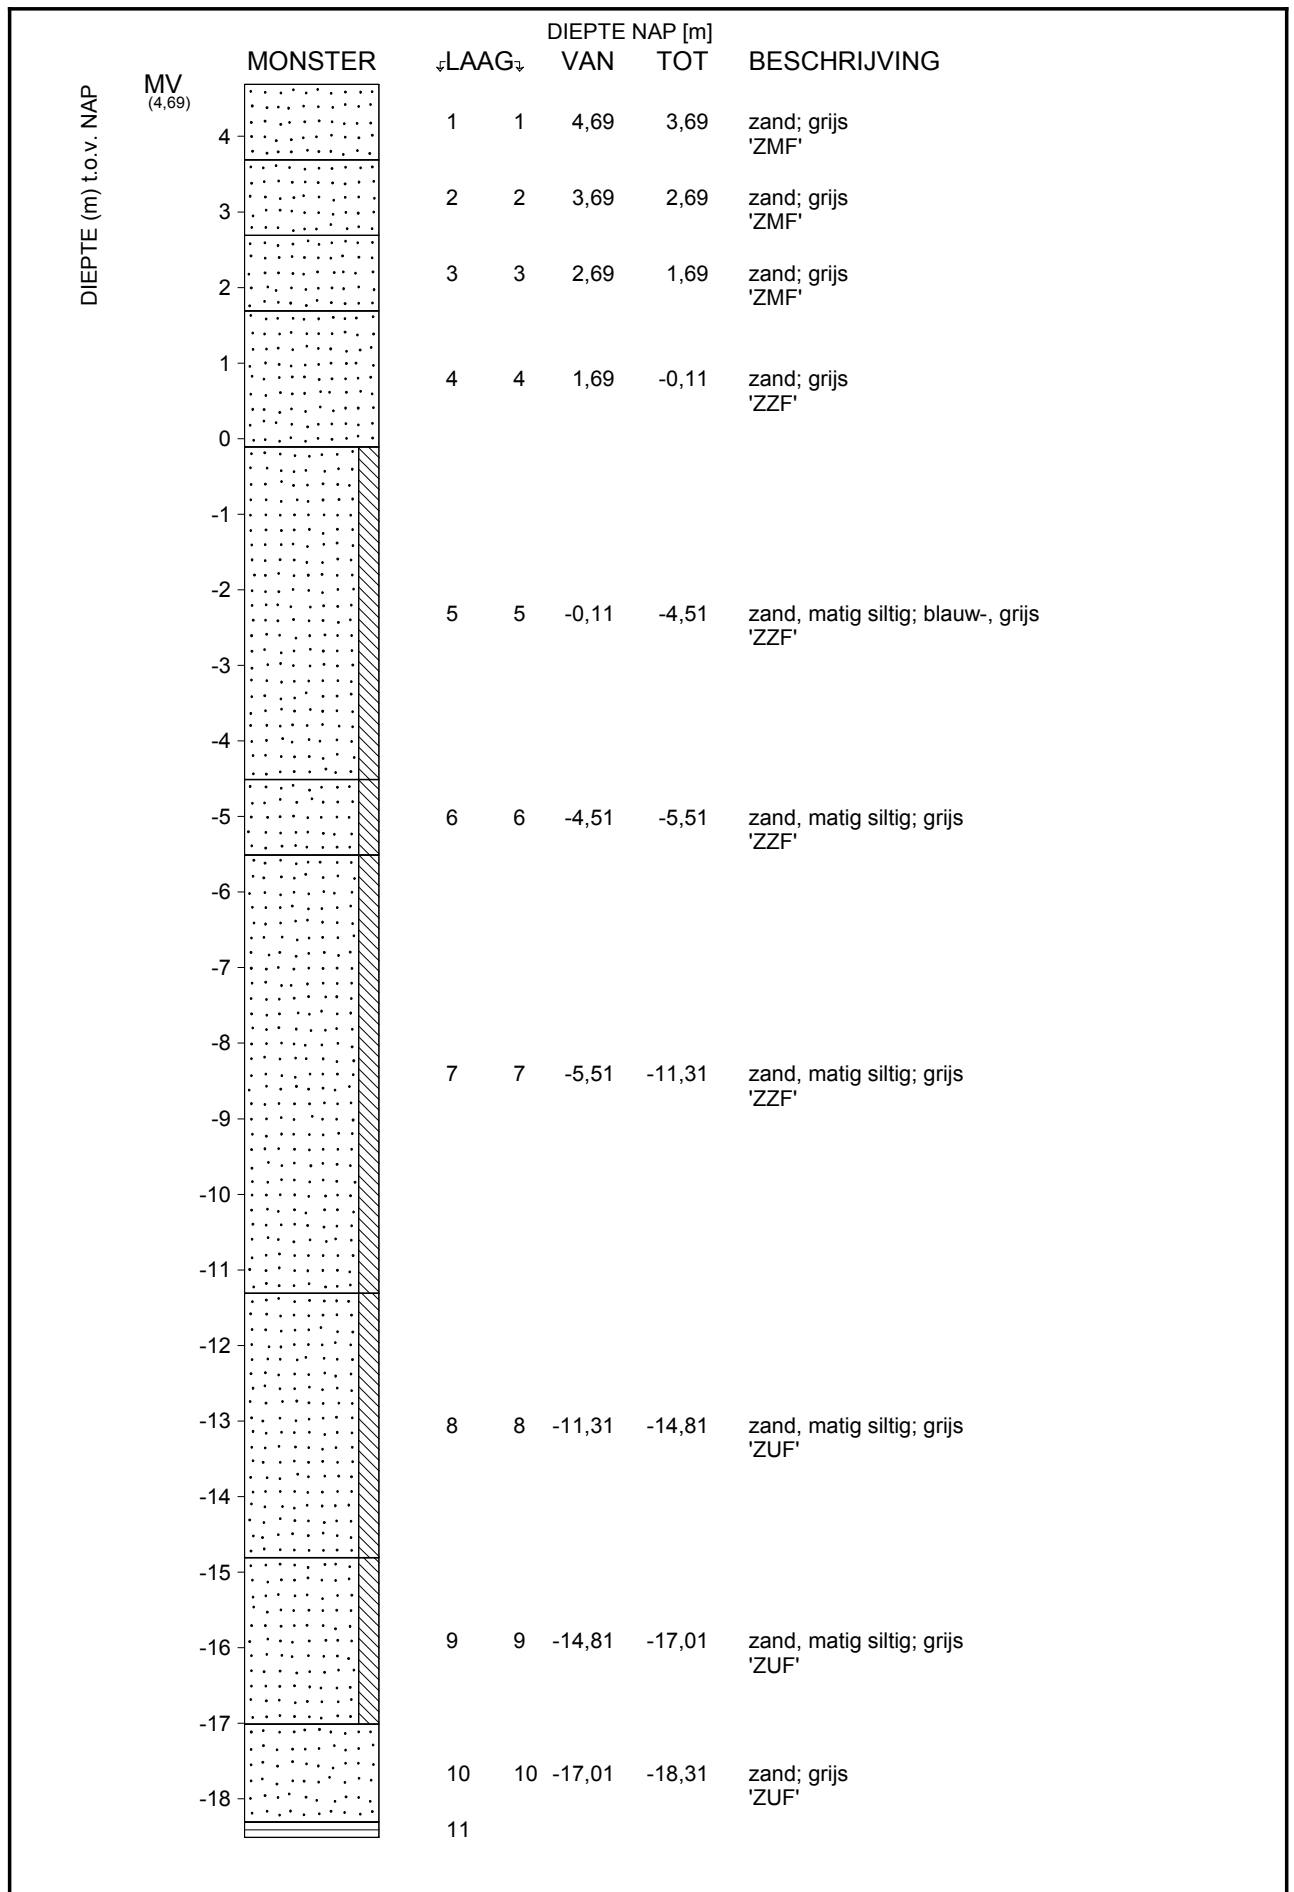 DIEPTE NAP [m]
MONSTER LAAG VAN TOT BESCHRIJVING
MV
(4,69)
DIEPTE (m) t.o.v. NAP
1 1 4,69 3,69 zand; grijs
'ZMF'
4
2 2 3,69 2,69 zand; grijs
'ZMF'
3
3 3 2,69 1,69 zand; grijs
'ZMF'
2
1
4 4 1,69 -0,11 zand; grijs
'ZZF'
0
-1
-2
5 5 -0,11 -4,51 zand, matig siltig; blauw-, grijs
'ZZF'
-3
-4
-5 6 6 -4,51 -5,51 zand, matig siltig; grijs
'ZZF'
-6
-7
-8
7 7 -5,51 -11,31 zand, matig siltig; grijs
'ZZF'
-9
-10
-11
-12
-13 8 8 -11,31 -14,81 zand, matig siltig; grijs
'ZUF'
-14
-15
-16 9 9 -14,81 -17,01 zand, matig siltig; grijs
'ZUF'
-17
10 10 -17,01 -18,31 zand; grijs
'ZUF'
-18
11